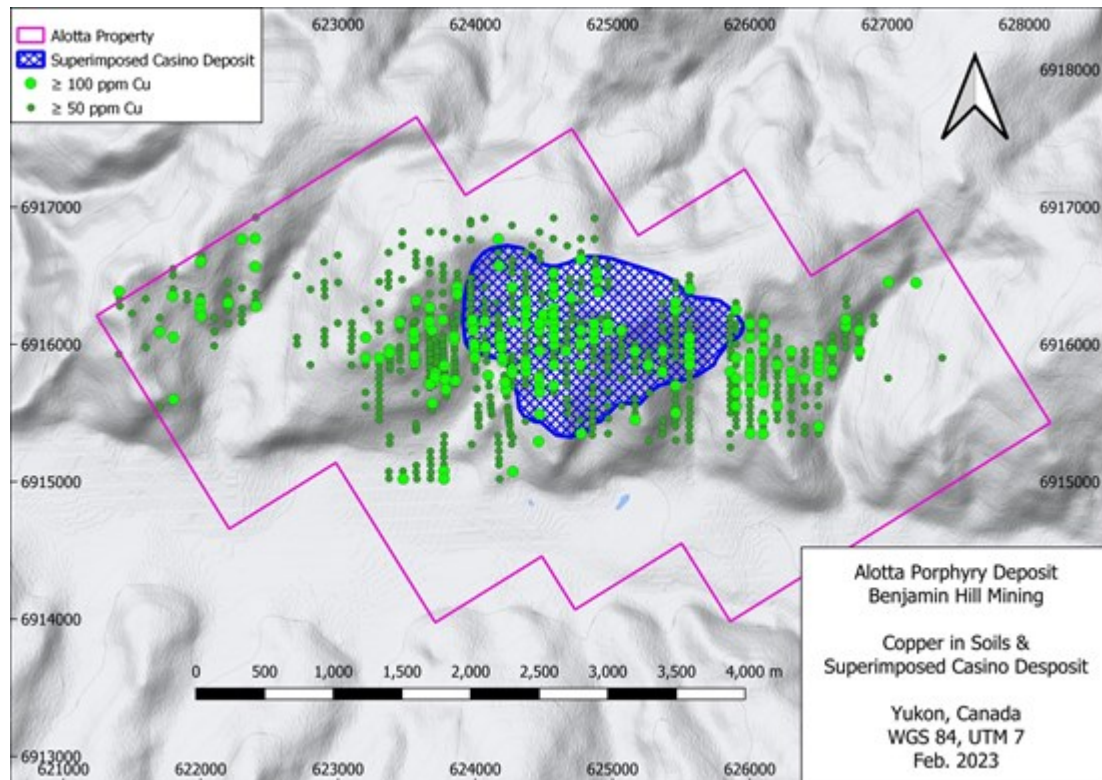 623000 624000 625000 626000 627000 628000
Alotta Property
Superimposed Casino Deposit
≥ 100 ppm Cu
≥ 50 ppm Cu
6918000
6917000 6917000
6916000 6916000
6915000 6915000
6914000
Alotta Porphyry Deposit
Benjamin Hill Mining
Copper in Soils &
Superimposed Casino Desposit
Yukon, Canada
WGS 84, UTM 7
Feb. 2023
0 500 1,000 1,500 2,000 2,500 3,000 3,500 4,000 m
6913000
621000 622000 623000 624000 625000 626000